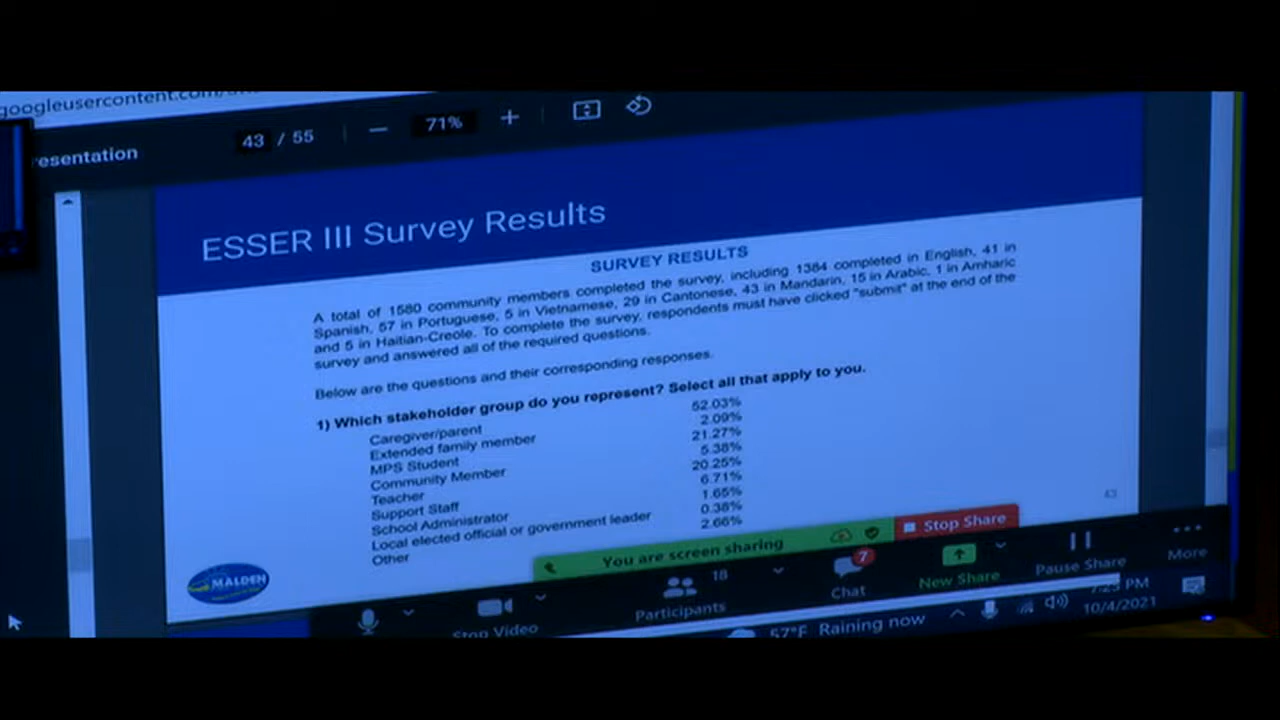 googleusercontent.com/
resentation
43 / 55
71%
ESSER III Survey Results
SURVEY RESULTS
A total of 1580 community members completed the survey, including 1384 completed in English, 41 in
Spanish, 57 in Portuguese, 5 in Vietnamese, 29 in Cantonese, 43 in Mandarin, 15 in Arabic, 1 in Amharic
and 5 in Haitian-Creole. To complete the survey, respondents must have clicked "submit" at the end of the
survey and answered all of the required questions.
Below are the questions and their corresponding responses.
1) Which stakeholder group do you represent? Select all that apply to you.
Caregiver/parent 52.03%
Extended family member 2.09%
MPS Student 21.27%
Community Member 5.38%
Teacher 20.25%
Support Staff 6.71%
School Administrator 1.65%
Local elected official or government leader 0.38%
Other 2.66%
43
MALDEN
You are screen sharing
Stop Share
Stop Video
Participants 18
Chat 7
New Share
Pause Share
More
57°F Raining now
7:25 PM
10/4/2021